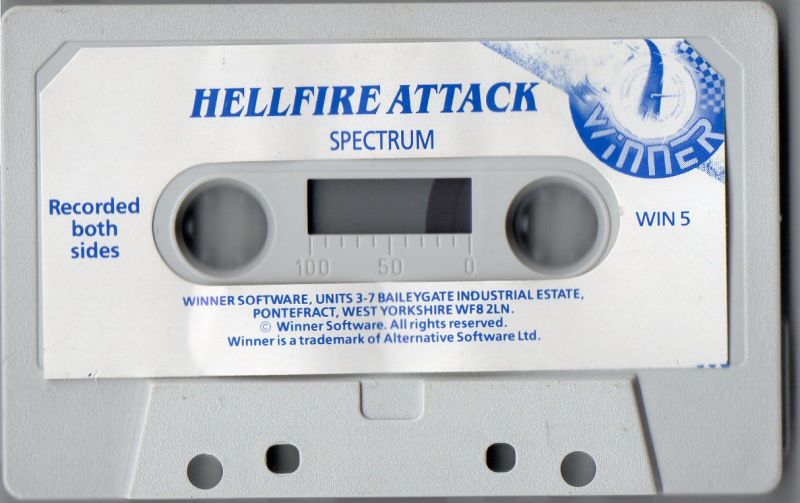 HELLFIRE ATTACK
SPECTRUM
WINNER
Recorded
both
sides
WIN 5
100 50 0
WINNER SOFTWARE, UNITS 3-7 BAILEYGATE INDUSTRIAL ESTATE,
PONTEFRACT, WEST YORKSHIRE WF8 2LN.
© Winner Software. All rights reserved.
Winner is a trademark of Alternative Software Ltd.